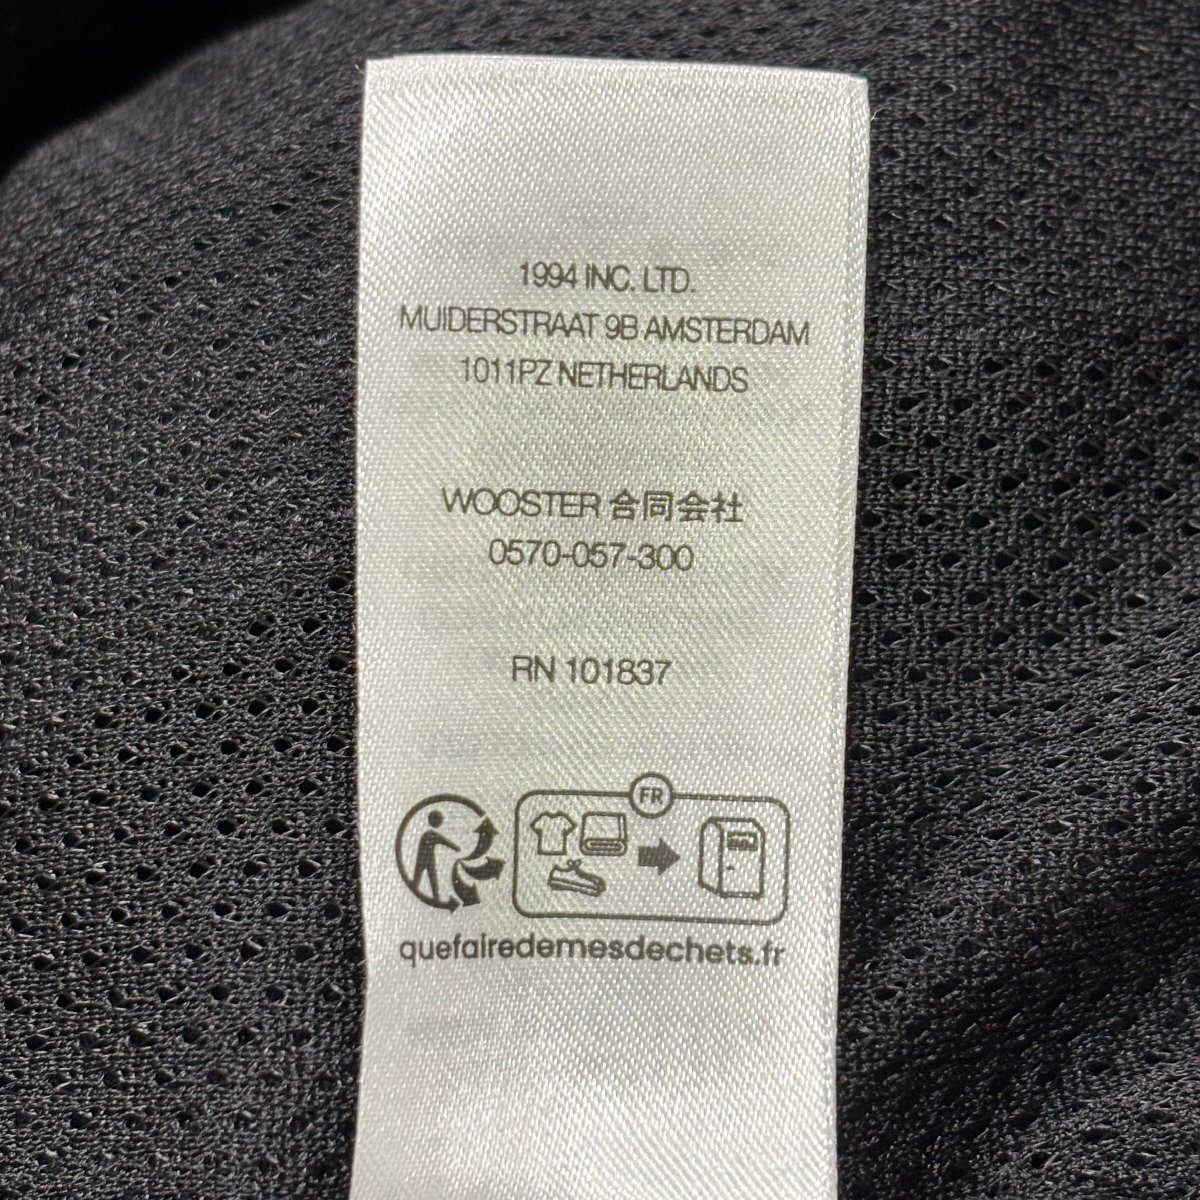 1994 INC. LTD.
MUIDERSTRAAT 9B AMSTERDAM
1011PZ NETHERLANDS
WOOSTER 合同会社
0570-057-300
RN 101837
FR
quefairedemesdechets.fr